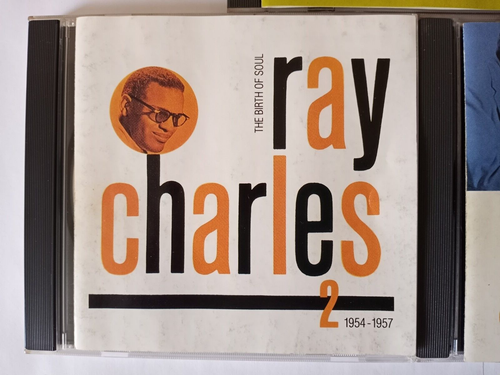 THE BIRTH OF SOUL
ray
charles
2
1954-1957